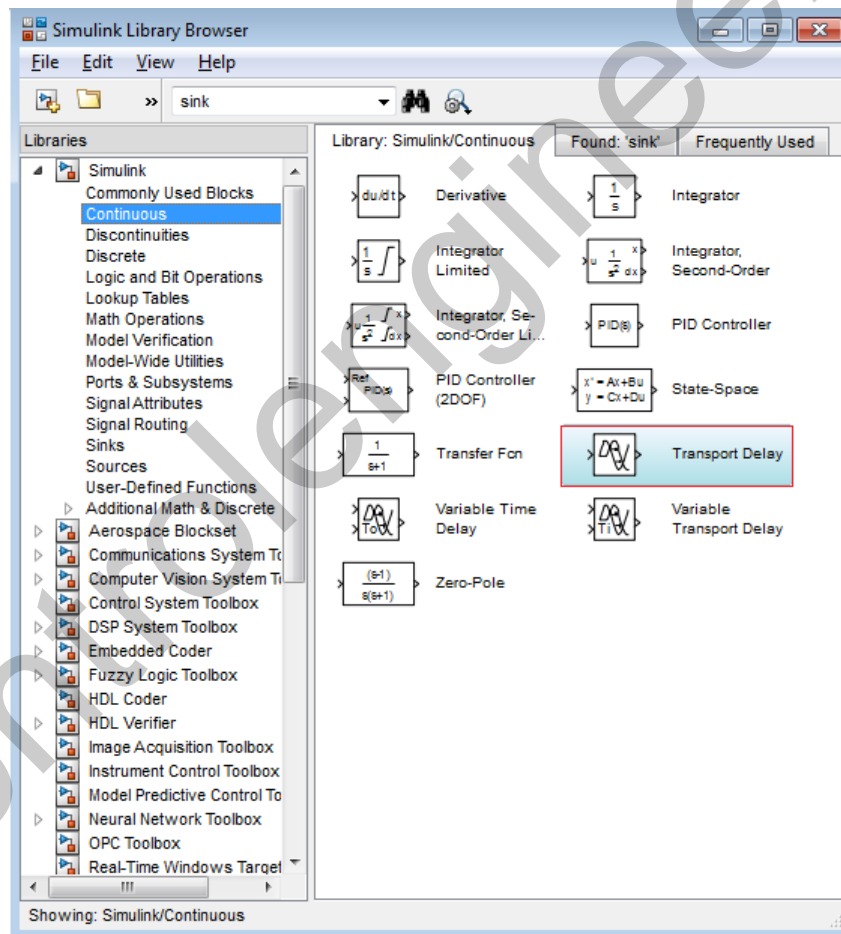 Simulink Library Browser
File Edit View Help
» sink
Libraries
Simulink
Commonly Used Blocks
Continuous
Discontinuities
Discrete
Logic and Bit Operations
Lookup Tables
Math Operations
Model Verification
Model-Wide Utilities
Ports & Subsystems
Signal Attributes
Signal Routing
Sinks
Sources
User-Defined Functions
Additional Math & Discrete
Aerospace Blockset
Communications System To
Computer Vision System To
Control System Toolbox
DSP System Toolbox
Embedded Coder
Fuzzy Logic Toolbox
HDL Coder
HDL Verifier
Image Acquisition Toolbox
Instrument Control Toolbox
Model Predictive Control To
Neural Network Toolbox
OPC Toolbox
Real-Time Windows Target
Library: Simulink/Continuous Found: 'sink' Frequently Used
du/dt Derivative
1
s
Integrator
1
s
Integrator
Limited
u 1 x
s² dx
Integrator,
Second-Order
u 1 x
s² dx
Integrator, Se-
cond-Order Li...
PID(s) PID Controller
Ref
PID(s)
PID Controller
(2DOF)
x' = Ax+Bu
y = Cx+Du
State-Space
1
s+1
Transfer Fcn
Transport Delay
To
Variable Time
Delay
Ti
Variable
Transport Delay
(s-1)
s(s+1)
Zero-Pole
Showing: Simulink/Continuous
ntrolengine